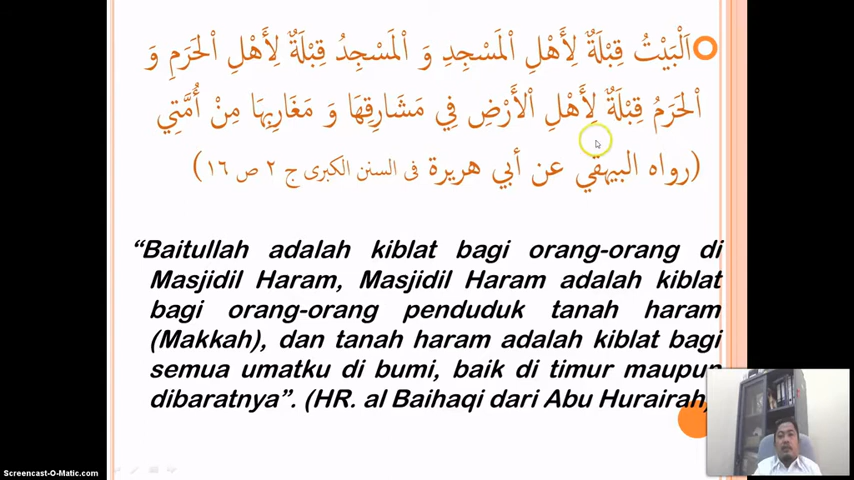 اَلْبَيْتُ قِبْلَةٌ لِأَهْلِ الْمَسْجِدِ وَ الْمَسْجِدُ قِبْلَةٌ لِأَهْلِ الْحَرَمِ وَ
الْحَرَمُ قِبْلَةٌ لِأَهْلِ الْأَرْضِ فِي مَشَارِقِهَا وَ مَغَارِبِهَا مِنْ أُمَّتِي
(رواه البيهقي عن أبي هريرة فى السنن الكبرى ج ٢ ص ١٦)
“Baitullah adalah kiblat bagi orang-orang di
Masjidil Haram, Masjidil Haram adalah kiblat
bagi orang-orang penduduk tanah haram
(Makkah), dan tanah haram adalah kiblat bagi
semua umatku di bumi, baik di timur maupun
dibaratnya”. (HR. al Baihaqi dari Abu Hurairah)
Screencast-O-Matic.com